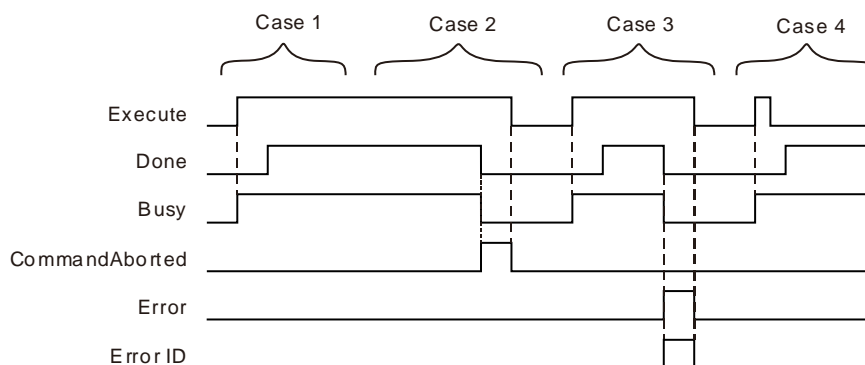 Case 1 Case 2 Case 3 Case 4
Execute
Done
Busy
CommandAborted
Error
Error ID